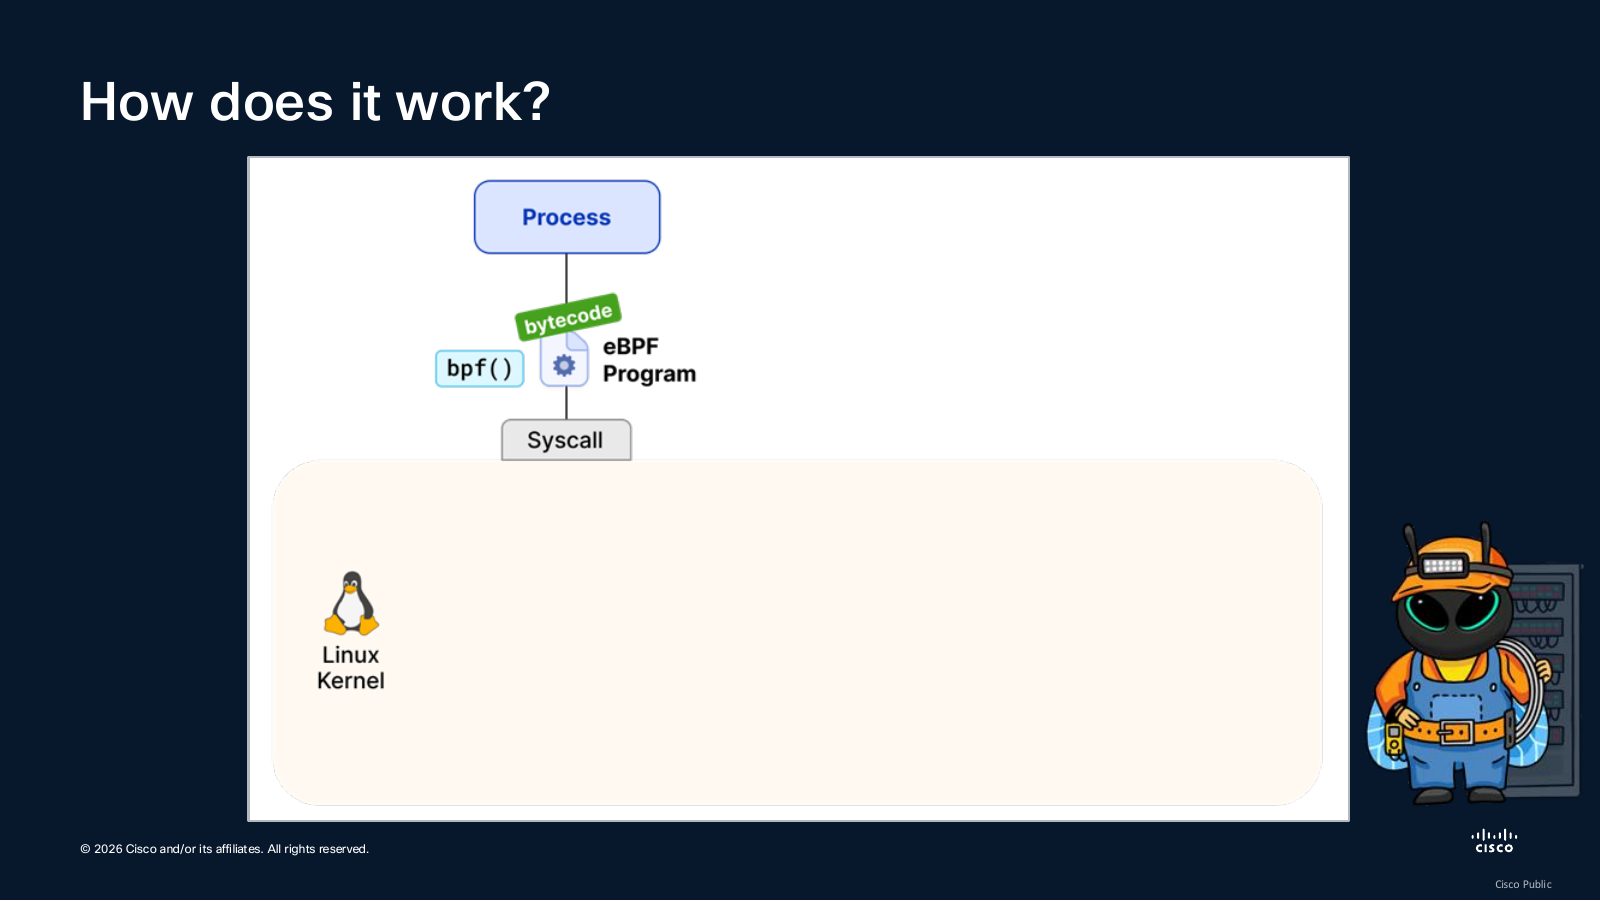 How does it work?
Process
bytecode
bpf()
eBPF
Program
Syscall
Linux
Kernel
© 2026 Cisco and/or its affiliates. All rights reserved.
CISCO
Cisco Public